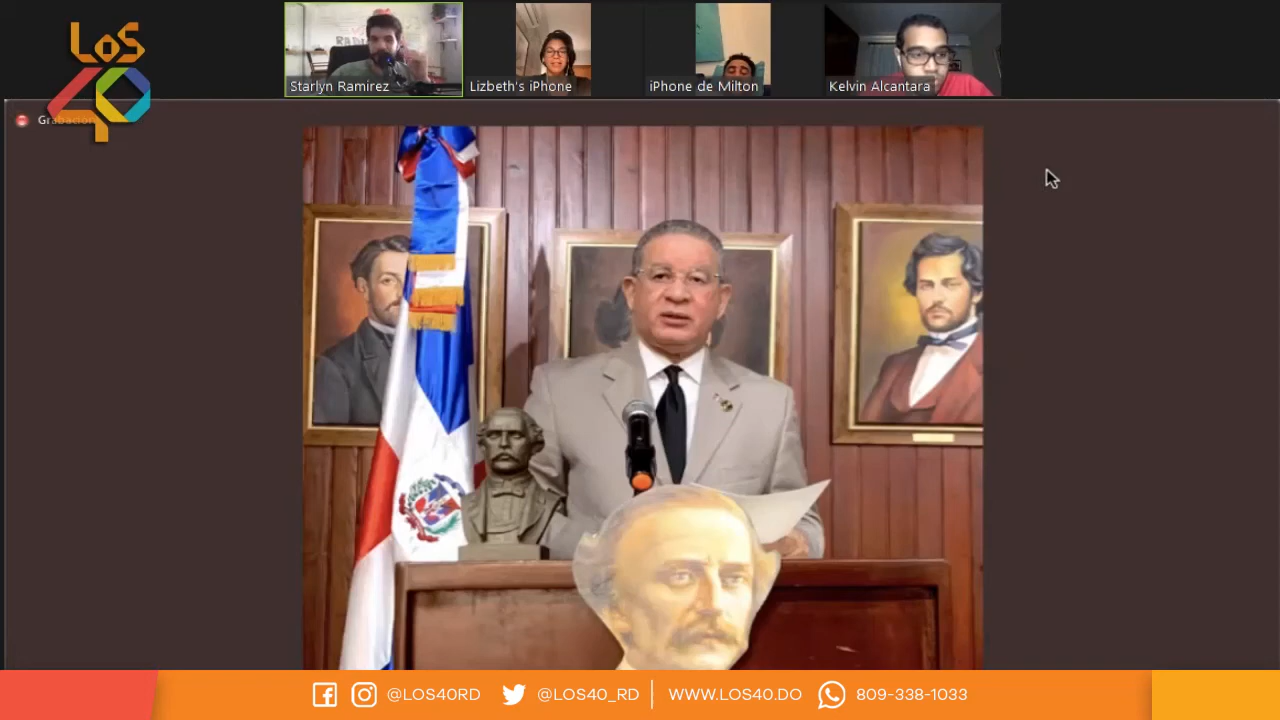 LOS
40
Starlyn Ramirez
Lizbeth's iPhone
iPhone de Milton
Kelvin Alcantara
Grabación
@LOS40RD
@LOS40_RD
WWW.LOS40.DO
809-338-1033